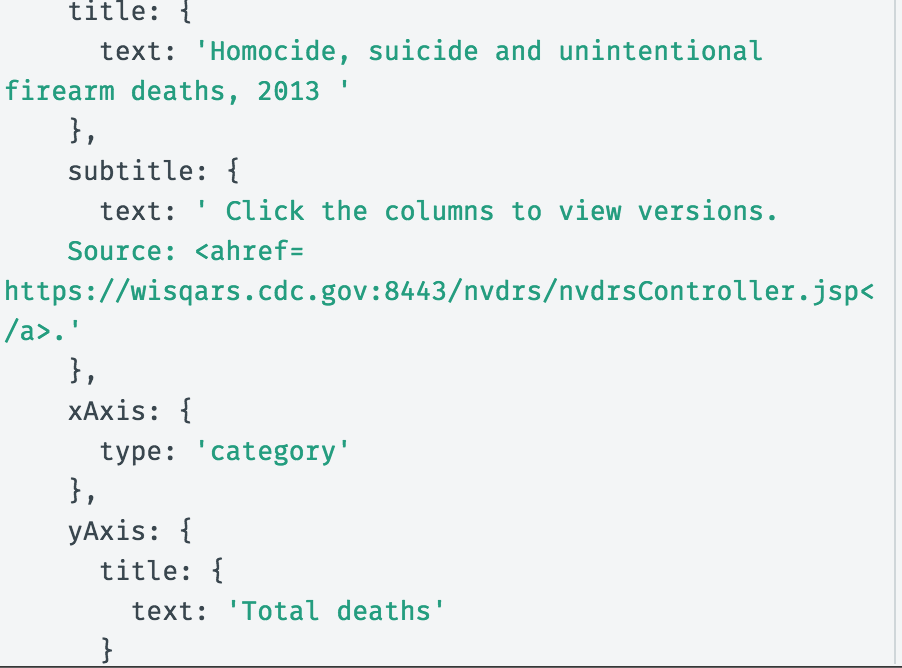 title: {
text: 'Homocide, suicide and unintentional
firearm deaths, 2013 '
},
subtitle: {
text: ' Click the columns to view versions.
Source: <ahref=
https://wisqars.cdc.gov:8443/nvdrs/nvdrsController.jsp<
/a>.'
},
xAxis: {
type: 'category'
},
yAxis: {
title: {
text: 'Total deaths'
}